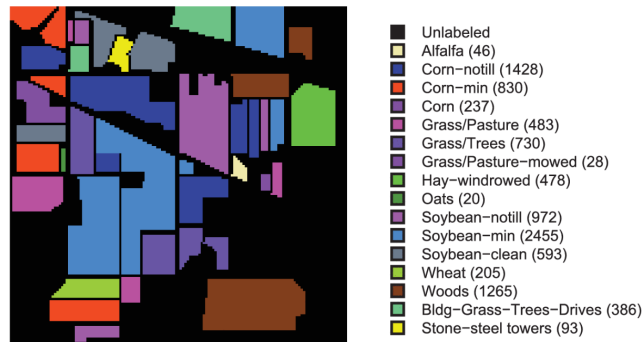 Unlabeled
Alfalfa (46)
Corn−notill (1428)
Corn−min (830)
Corn (237)
Grass/Pasture (483)
Grass/Trees (730)
Grass/Pasture−mowed (28)
Hay−windrowed (478)
Oats (20)
Soybean−notill (972)
Soybean−min (2455)
Soybean−clean (593)
Wheat (205)
Woods (1265)
Bldg−Grass−Trees−Drives (386)
Stone−steel towers (93)